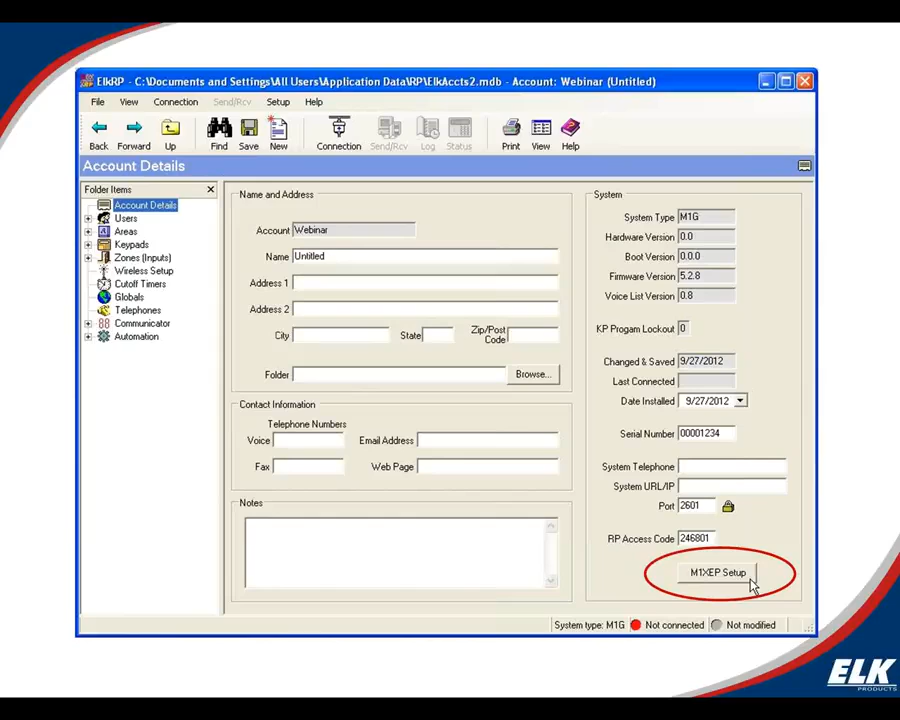 ElkRP - C:\Documents and Settings\All Users\Application Data\RP\ElkAccts2.mdb - Account: Webinar (Untitled)
File View Connection Send/Rcv Setup Help
Back Forward Up Find Save New Connection Send/Rcv Log Status Print View Help
Account Details
Folder Items
Account Details
Users
Areas
Keypads
Zones (Inputs)
Wireless Setup
Cutoff Timers
Globals
Telephones
88 Communicator
Automation
Name and Address
Account Webinar
Name Untitled
Address 1
Address 2
City State Zip/Post Code
Folder Browse...
Contact Information
Telephone Numbers
Voice Email Address
Fax Web Page
Notes
System
System Type M1G
Hardware Version 0.0
Boot Version 0.0.0
Firmware Version 5.2.8
Voice List Version 0.8
KP Progam Lockout 0
Changed & Saved 9/27/2012
Last Connected
Date Installed 9/27/2012
Serial Number 00001234
System Telephone
System URL/IP
Port 2601
RP Access Code 246801
M1XEP Setup
System type: M1G Not connected Not modified
ELK
PRODUCTS